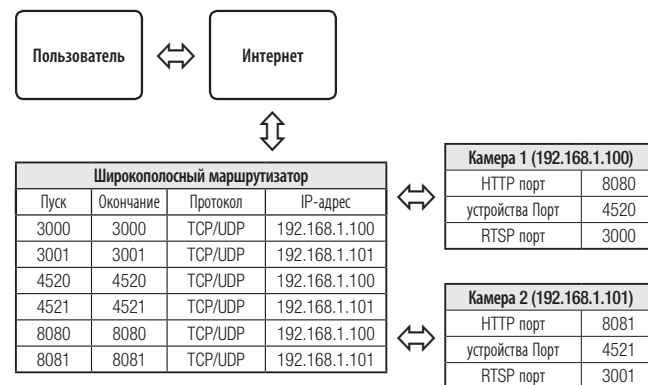 Пользователь
Интернет
Широкополосный маршрутизатор
Пуск Окончание Протокол IP-адрес
3000 3000 TCP/UDP 192.168.1.100
3001 3001 TCP/UDP 192.168.1.101
4520 4520 TCP/UDP 192.168.1.100
4521 4521 TCP/UDP 192.168.1.101
8080 8080 TCP/UDP 192.168.1.100
8081 8081 TCP/UDP 192.168.1.101
Камера 1 (192.168.1.100)
HTTP порт 8080
устройства Порт 4520
RTSP порт 3000
Камера 2 (192.168.1.101)
HTTP порт 8081
устройства Порт 4521
RTSP порт 3001